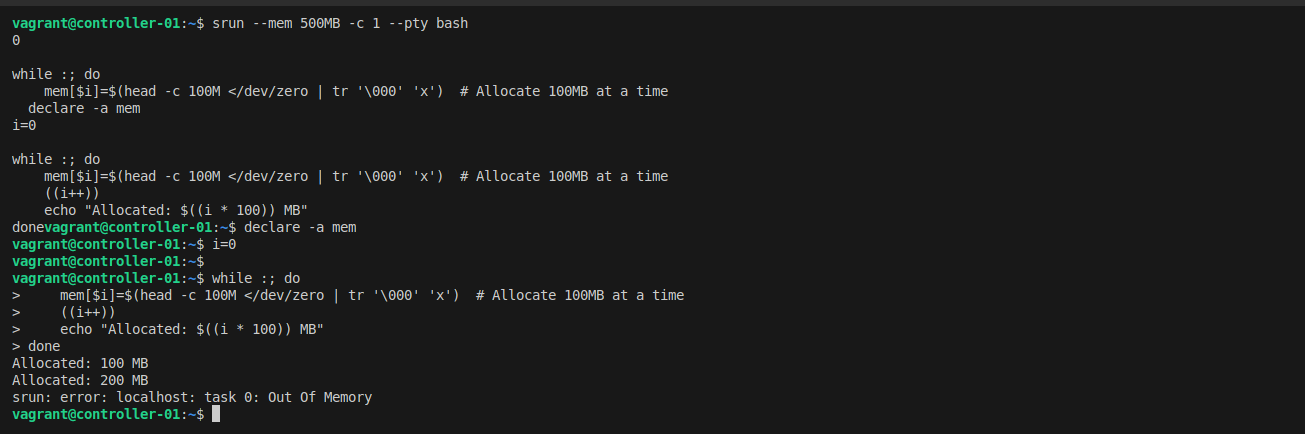 vagrant@controller-01:~$ srun --mem 500MB -c 1 --pty bash
0
while :; do
    mem[$i]=$(head -c 100M </dev/zero | tr '\000' 'x')  # Allocate 100MB at a time
  declare -a mem
i=0
while :; do
    mem[$i]=$(head -c 100M </dev/zero | tr '\000' 'x')  # Allocate 100MB at a time
    ((i++))
    echo "Allocated: $((i * 100)) MB"
donevagrant@controller-01:~$ declare -a mem
vagrant@controller-01:~$ i=0
vagrant@controller-01:~$
vagrant@controller-01:~$ while :; do
>     mem[$i]=$(head -c 100M </dev/zero | tr '\000' 'x')  # Allocate 100MB at a time
>     ((i++))
>     echo "Allocated: $((i * 100)) MB"
> done
Allocated: 100 MB
Allocated: 200 MB
srun: error: localhost: task 0: Out Of Memory
vagrant@controller-01:~$